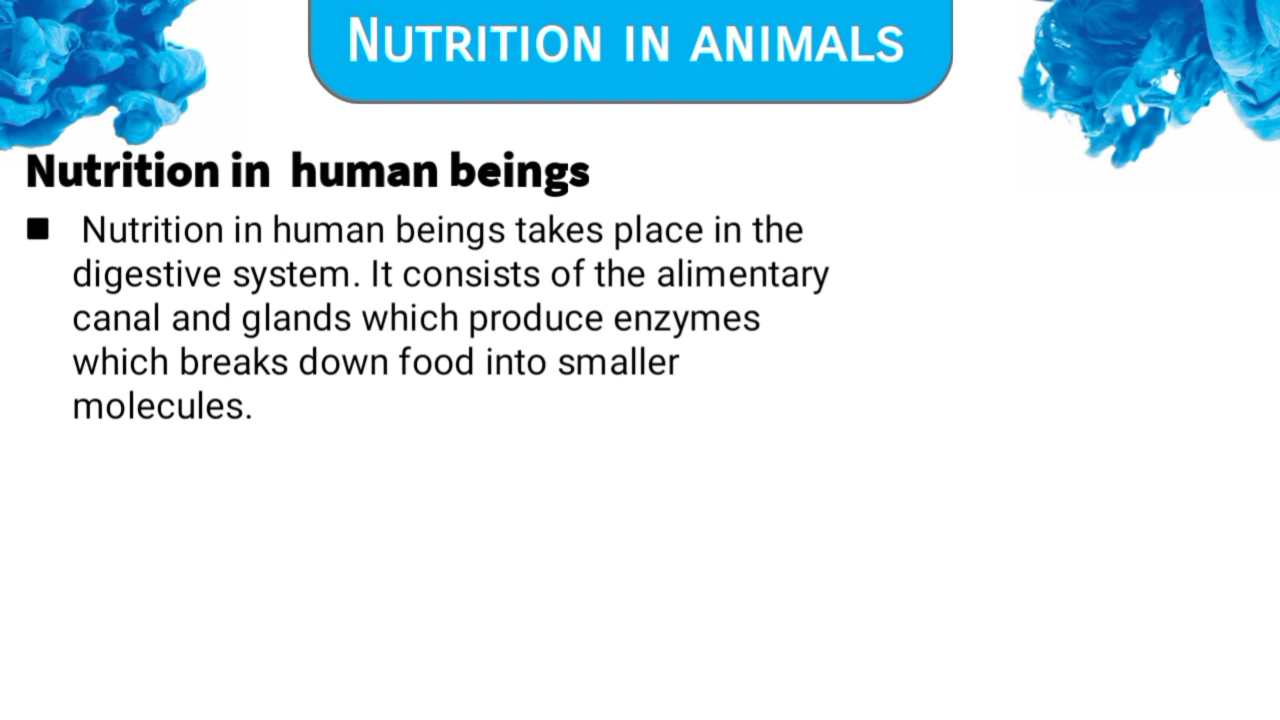 NUTRITION IN ANIMALS
Nutrition in human beings
■ Nutrition in human beings takes place in the
digestive system. It consists of the alimentary
canal and glands which produce enzymes
which breaks down food into smaller
molecules.